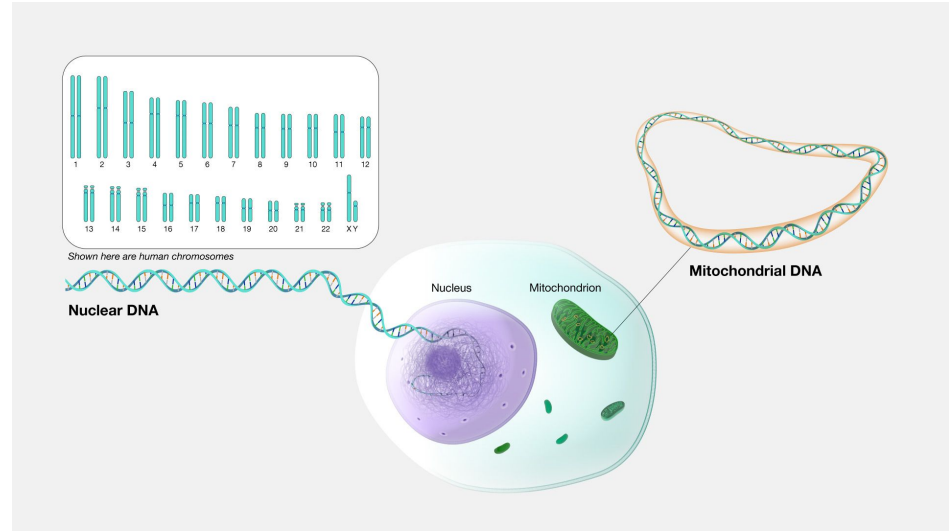 1 2 3 4 5 6 7 8 9 10 11 12
13 14 15 16 17 18 19 20 21 22 X Y
Shown here are human chromosomes
Nuclear DNA
Nucleus
Mitochondrion
Mitochondrial DNA